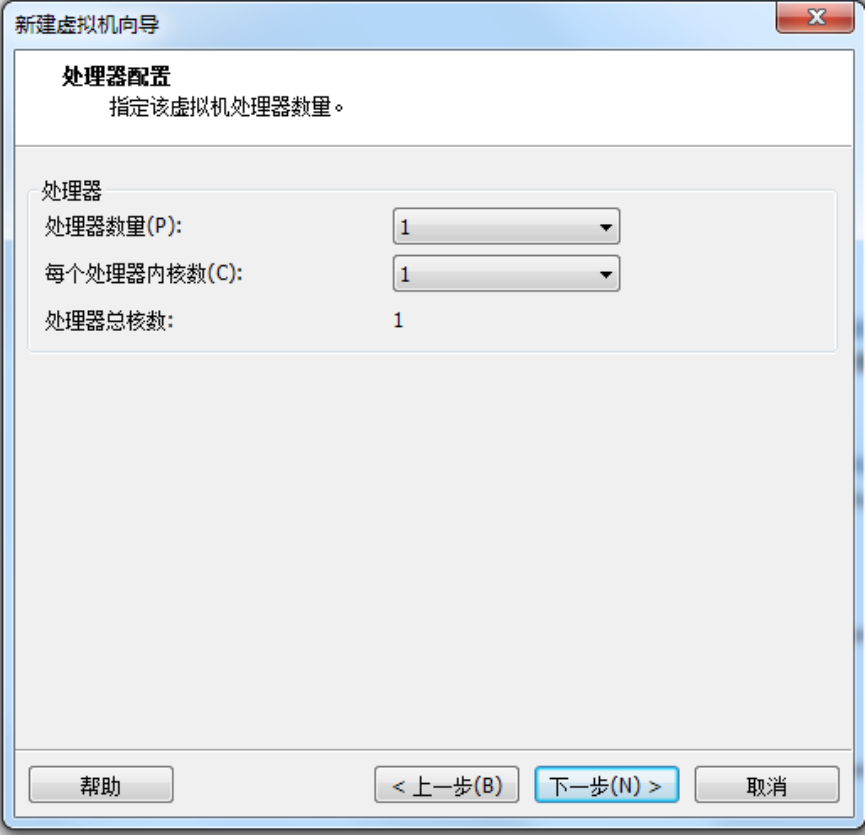 新建虚拟机向导
处理器配置
指定该虚拟机处理器数量。
处理器
处理器数量(P): 1
每个处理器内核数(C): 1
处理器总核数: 1
帮助 < 上一步(B) 下一步(N) > 取消